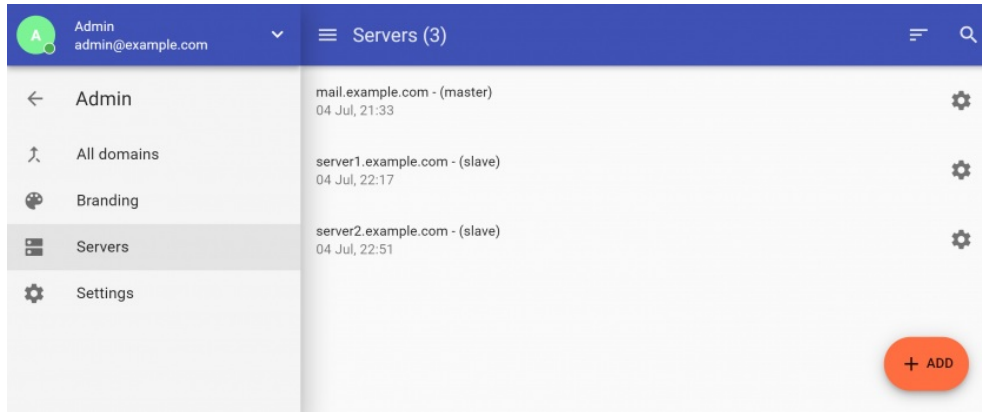 A
Admin
admin@example.com
Servers (3)
Admin
All domains
Branding
Servers
Settings
mail.example.com - (master)
04 Jul, 21:33
server1.example.com - (slave)
04 Jul, 22:17
server2.example.com - (slave)
04 Jul, 22:51
+ ADD